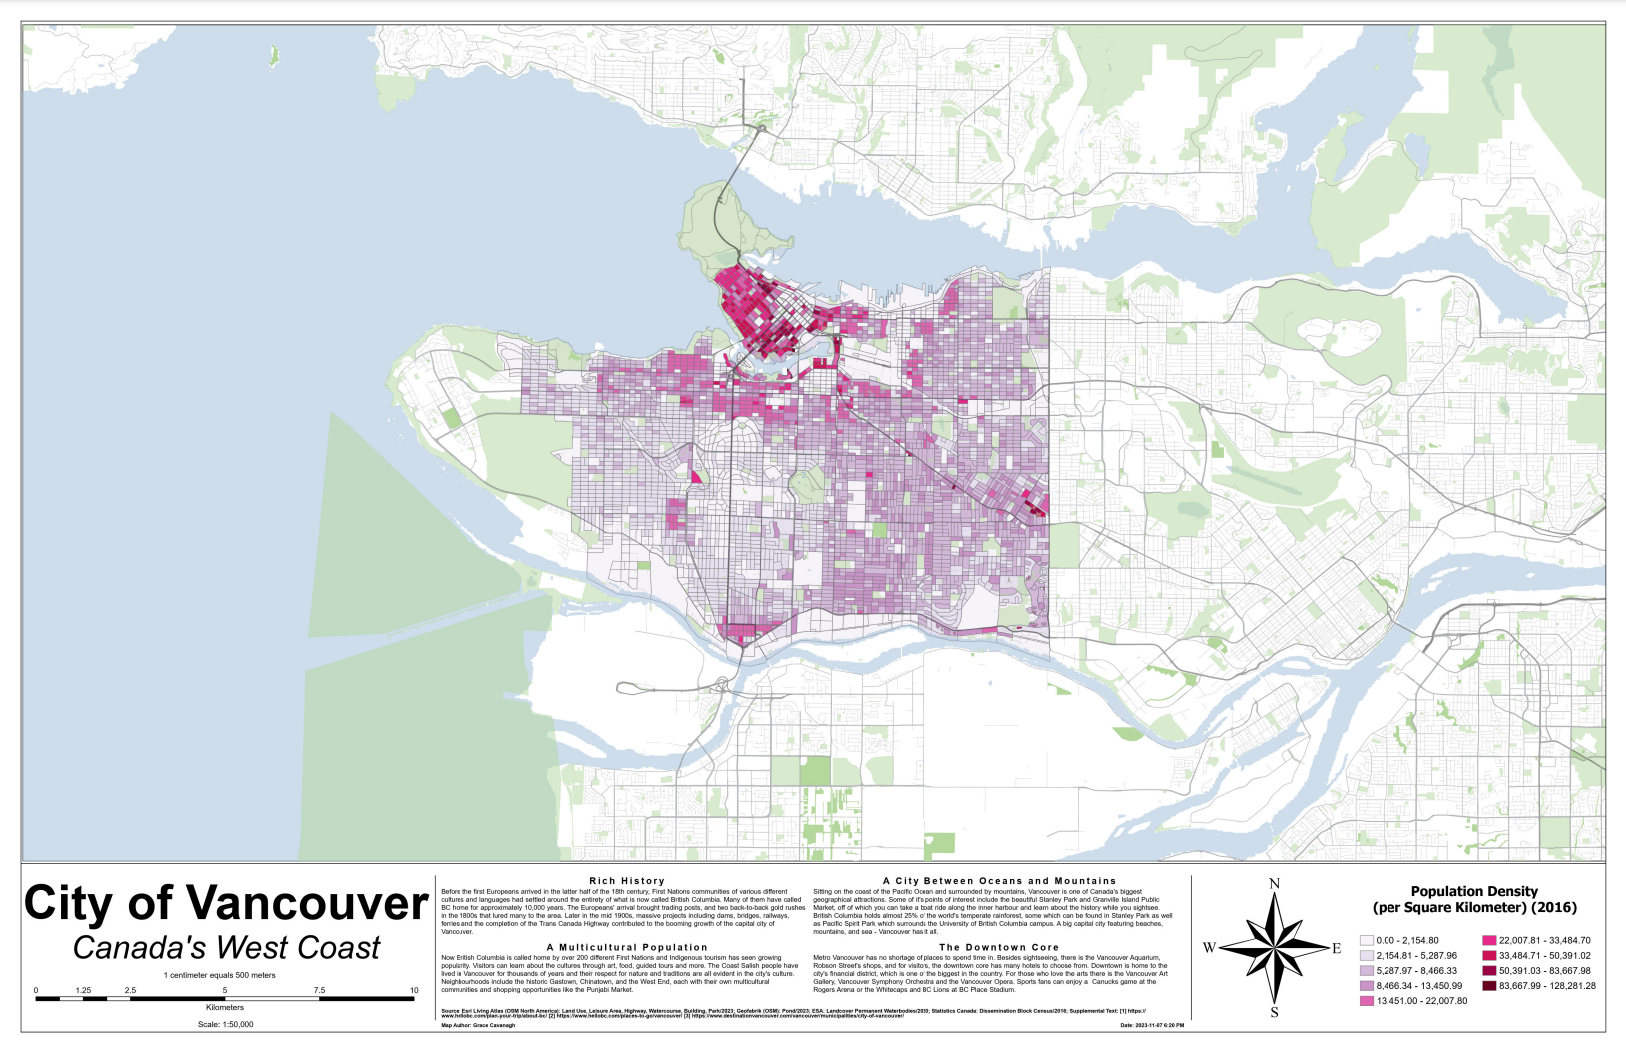 City of Vancouver
Canada's West Coast
1 centimeter equals 500 meters
0 1.25 2.5 5 7.5 10
Kilometers
Scale: 1:50,000
Rich History
Before the first Europeans arrived in the latter half of the 18th century, First Nations communities of various different
cultures and languages had settled around the entirety of what is now called British Columbia. Many of them have called
BC home for approximately 10,000 years. The Europeans' arrival brought trading posts, and two back-to-back gold rushes
in the 1800s that lured many to the area. Later in the mid 1900s, massive projects including dams, bridges, railways,
ferries and the completion of the Trans Canada Highway contributed to the booming growth of the capital city of
Vancouver.
A Multicultural Population
Now British Columbia is called home by over 200 different First Nations and Indigenous tourism has seen growing
popularity. Visitors can learn about the cultures through art, food, guided tours and more. The Coast Salish people have
lived in Vancouver for thousands of years and their respect for nature and traditions are all evident in the city's culture.
Neighbourhoods include the historic Gastown, Chinatown, and the West End, each with their own multicultural
communities and shopping opportunities like the Punjabi Market.
A City Between Oceans and Mountains
Sitting on the coast of the Pacific Ocean and surrounded by mountains, Vancouver is one of Canada's biggest
geographical attractions. Some of it's points of interest include the beautiful Stanley Park and Granville Island Public
Market, off of which you can take a boat ride along the inner harbour and learn about the history while you sightsee.
British Columbia holds almost 25% o' the world's temperate rainforest, some which can be found in Stanley Park as well
as Pacific Spirit Park which surrounds the University of British Columbia campus. A big capital city featuring beaches,
mountains, and sea - Vancouver has it all.
The Downtown Core
Metro Vancouver has no shortage of places to spend time in. Besides sightseeing, there is the Vancouver Aquarium,
Robson Street's shops, and for visitors, the downtown core has many hotels to choose from. Downtown is home to the
city's financial district, which is one o' the biggest in the country. For those who love the arts there is the Vancouver Art
Gallery, Vancouver Symphony Orchestra and the Vancouver Opera. Sports fans can enjoy a Canucks game at the
Rogers Arena or the Whitecaps and BC Lions at BC Place Stadium.
Source Esri Living Atlas (OSM North America): Land Use, Leisure Area, Highway, Watercourse, Building, Park/2023; Geofabrik (OSM): Pond/2023; ESA: Landcover Permanent Waterbodies/2019; Statistics Canada: Dissemination Block Census/2016; Supplemental Text: [1] https://
www.hellobc.com/plan-your-trip/about-bc/ [2] https://www.hellobc.com/places-to-go/vancouver/ [3] https://www.destinationvancouver.com/vancouver/municipalities/city-of-vancouver/
Map Author: Grace Cavanagh
Date: 2023-11-07 6:20 PM
N
W
E
S
Population Density
(per Square Kilometer) (2016)
0.00 - 2,154.80
2,154.81 - 5,287.96
5,287.97 - 8,466.33
8,466.34 - 13,450.99
13 451.00 - 22,007.80
22,007.81 - 33,484.70
33,484.71 - 50,391.02
50,391.03 - 83,667.98
83,667.99 - 128,281.28